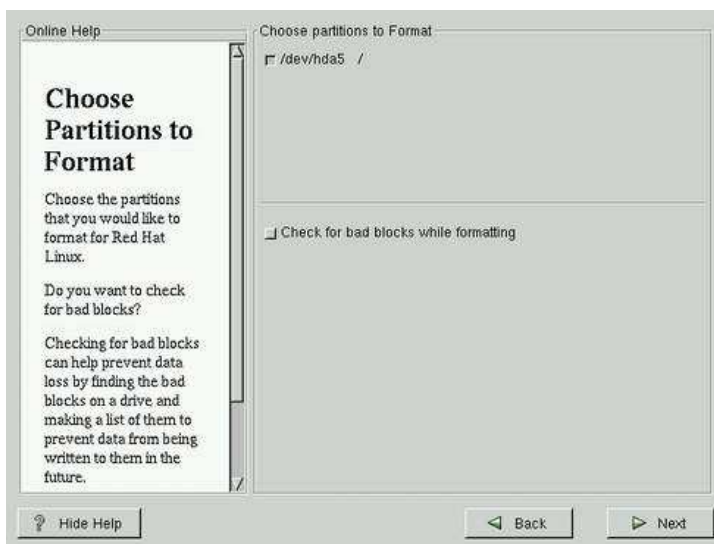 Online Help
Choose
Partitions to
Format
Choose the partitions
that you would like to
format for Red Hat
Linux.
Do you want to check
for bad blocks?
Checking for bad blocks
can help prevent data
loss by finding the bad
blocks on a drive and
making a list of them to
prevent data from being
written to them in the
future.
Choose partitions to Format
/dev/hda5 /
Check for bad blocks while formatting
? Hide Help
Back
Next